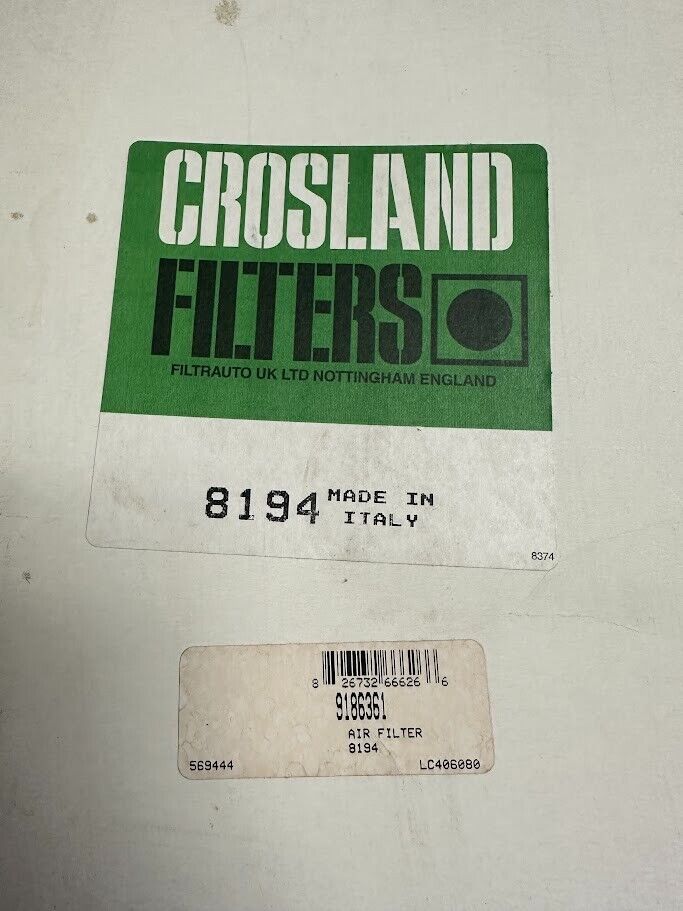 CROSLAND
FILTERS
FILTRAUTO UK LTD NOTTINGHAM ENGLAND
8194 MADE IN
ITALY
8374
8 26732 66626 6
9186361
AIR FILTER
8194
569444 LC406080